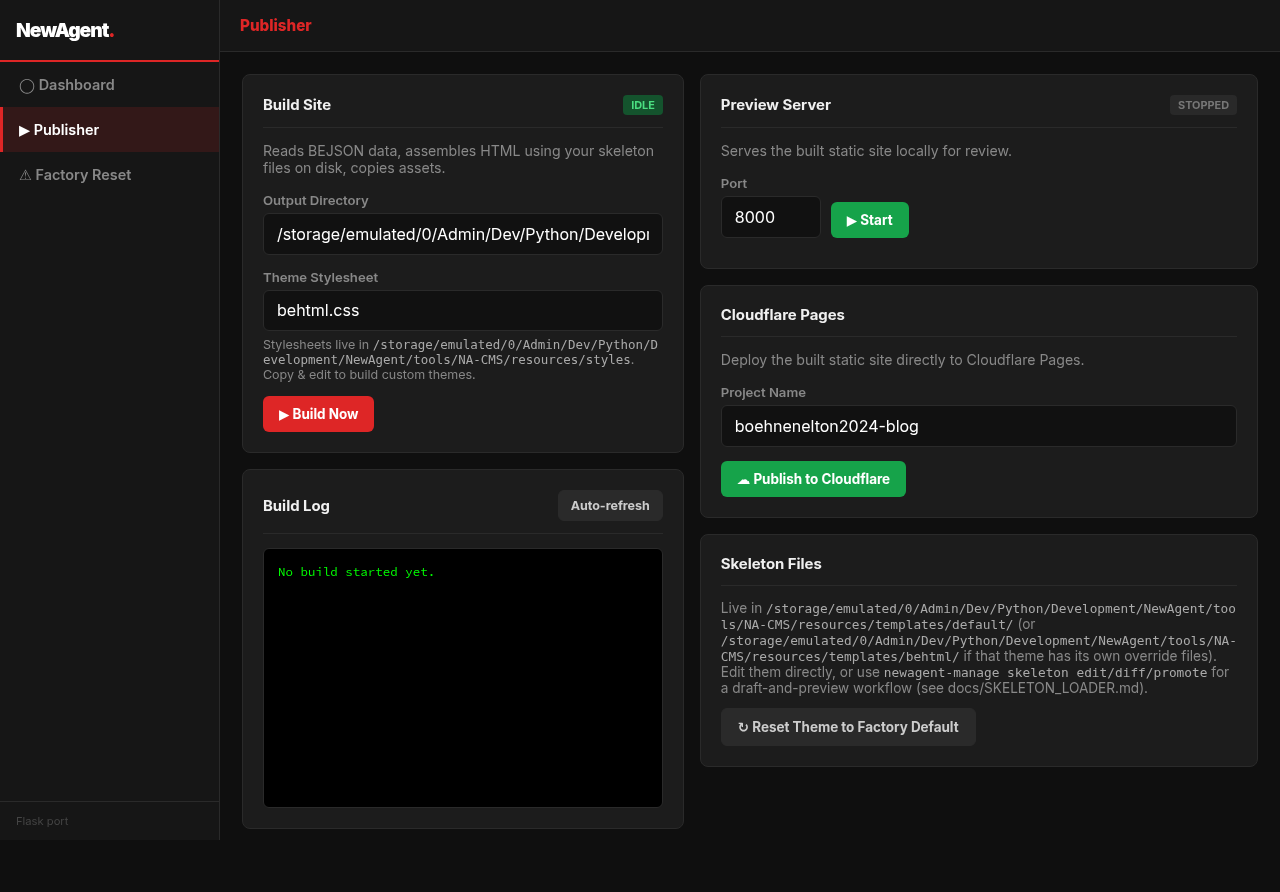 NewAgent.
◯ Dashboard
▶ Publisher
⚠ Factory Reset
Flask port
Publisher
Build Site
IDLE
Reads BEJSON data, assembles HTML using your skeleton
files on disk, copies assets.
Output Directory
/storage/emulated/0/Admin/Dev/Python/Develop
Theme Stylesheet
behtml.css
Stylesheets live in /storage/emulated/0/Admin/Dev/Python/D
evelopment/NewAgent/tools/NA-CMS/resources/styles.
Copy & edit to build custom themes.
▶ Build Now
Build Log
Auto-refresh
No build started yet.
Preview Server
STOPPED
Serves the built static site locally for review.
Port
8000
▶ Start
Cloudflare Pages
Deploy the built static site directly to Cloudflare Pages.
Project Name
boehnenelton2024-blog
☁ Publish to Cloudflare
Skeleton Files
Live in /storage/emulated/0/Admin/Dev/Python/Development/NewAgent/too
ls/NA-CMS/resources/templates/default/ (or
/storage/emulated/0/Admin/Dev/Python/Development/NewAgent/tools/NA-
CMS/resources/templates/behtml/ if that theme has its own override files).
Edit them directly, or use newagent-manage skeleton edit/diff/promote for
a draft-and-preview workflow (see docs/SKELETON_LOADER.md).
↻ Reset Theme to Factory Default